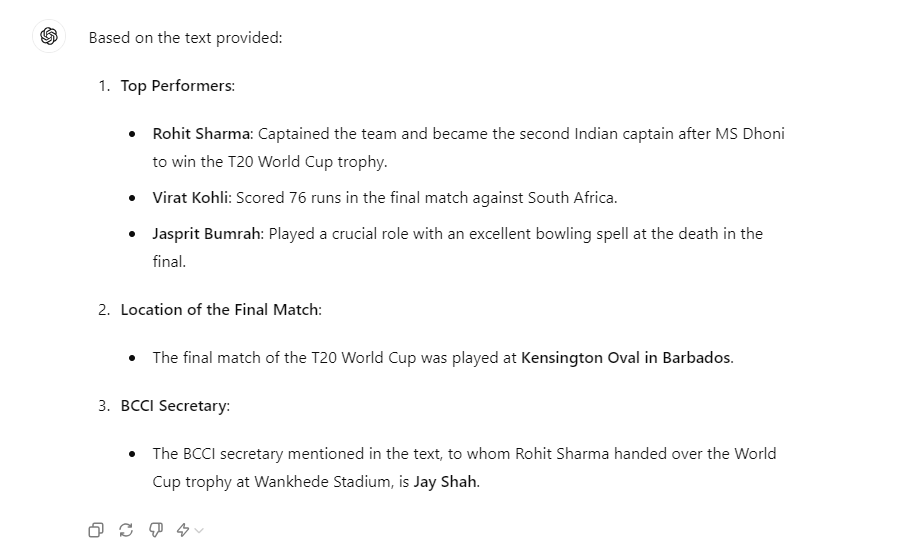 Based on the text provided:
1. Top Performers:
• Rohit Sharma: Captained the team and became the second Indian captain after MS Dhoni
to win the T20 World Cup trophy.
• Virat Kohli: Scored 76 runs in the final match against South Africa.
• Jasprit Bumrah: Played a crucial role with an excellent bowling spell at the death in the
final.
2. Location of the Final Match:
• The final match of the T20 World Cup was played at Kensington Oval in Barbados.
3. BCCI Secretary:
• The BCCI secretary mentioned in the text, to whom Rohit Sharma handed over the World
Cup trophy at Wankhede Stadium, is Jay Shah.